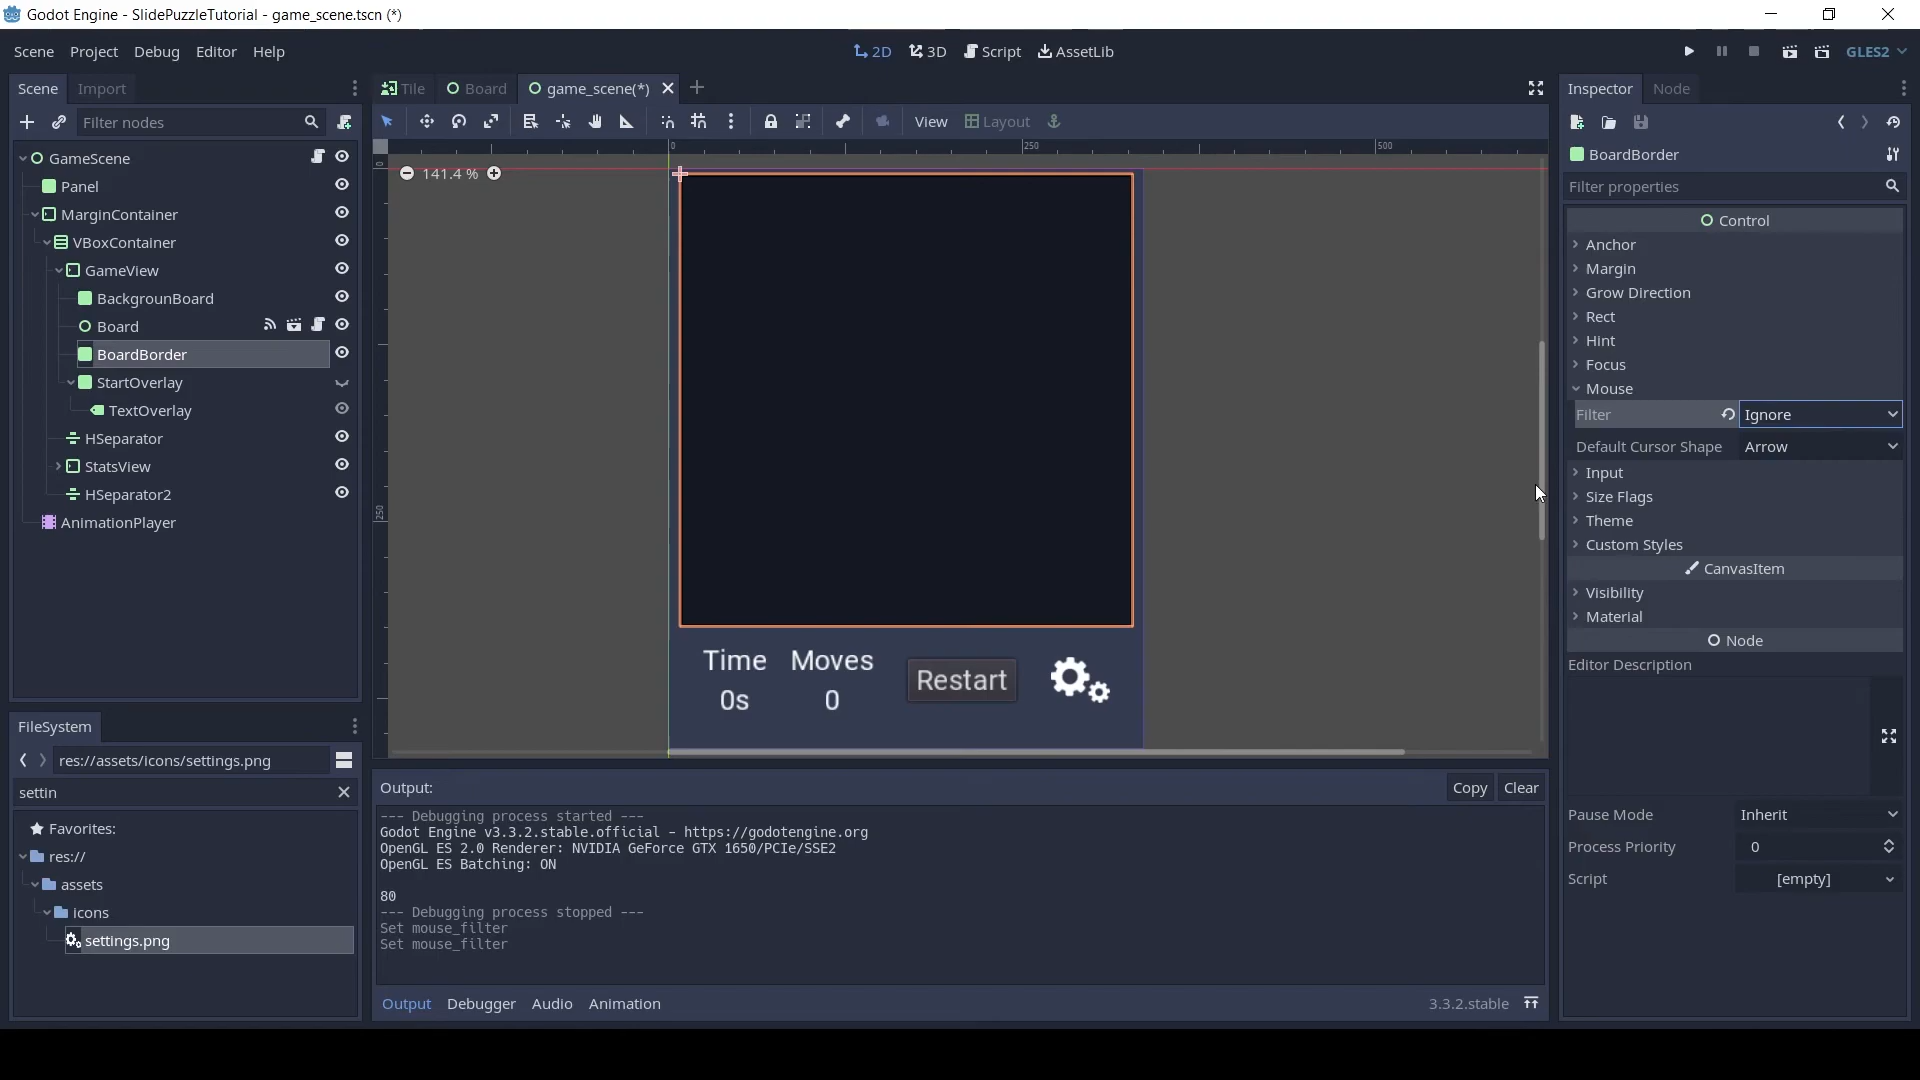 Godot Engine - SlidePuzzleTutorial - game_scene.tscn (*)
Scene Project Debug Editor Help
2D 3D Script AssetLib
GLES2
Scene Import
Filter nodes
GameScene
Panel
MarginContainer
VBoxContainer
GameView
BackgrounBoard
Board
BoardBorder
StartOverlay
TextOverlay
HSeparator
StatsView
HSeparator2
AnimationPlayer
FileSystem
res://assets/icons/settings.png
settin
Favorites:
res://
assets
icons
settings.png
Tile Board game_scene(*)
View Layout
0 250 500
0
250
141.4 %
Time Moves
0s 0
Restart
Output:
Copy Clear
--- Debugging process started ---
Godot Engine v3.3.2.stable.official - https://godotengine.org
OpenGL ES 2.0 Renderer: NVIDIA GeForce GTX 1650/PCIe/SSE2
OpenGL ES Batching: ON
80
--- Debugging process stopped ---
Set mouse_filter
Set mouse_filter
Output Debugger Audio Animation
3.3.2.stable
Inspector Node
BoardBorder
Filter properties
Control
Anchor
Margin
Grow Direction
Rect
Hint
Focus
Mouse
Filter Ignore
Default Cursor Shape Arrow
Input
Size Flags
Theme
Custom Styles
CanvasItem
Visibility
Material
Node
Editor Description
Pause Mode Inherit
Process Priority 0
Script [empty]